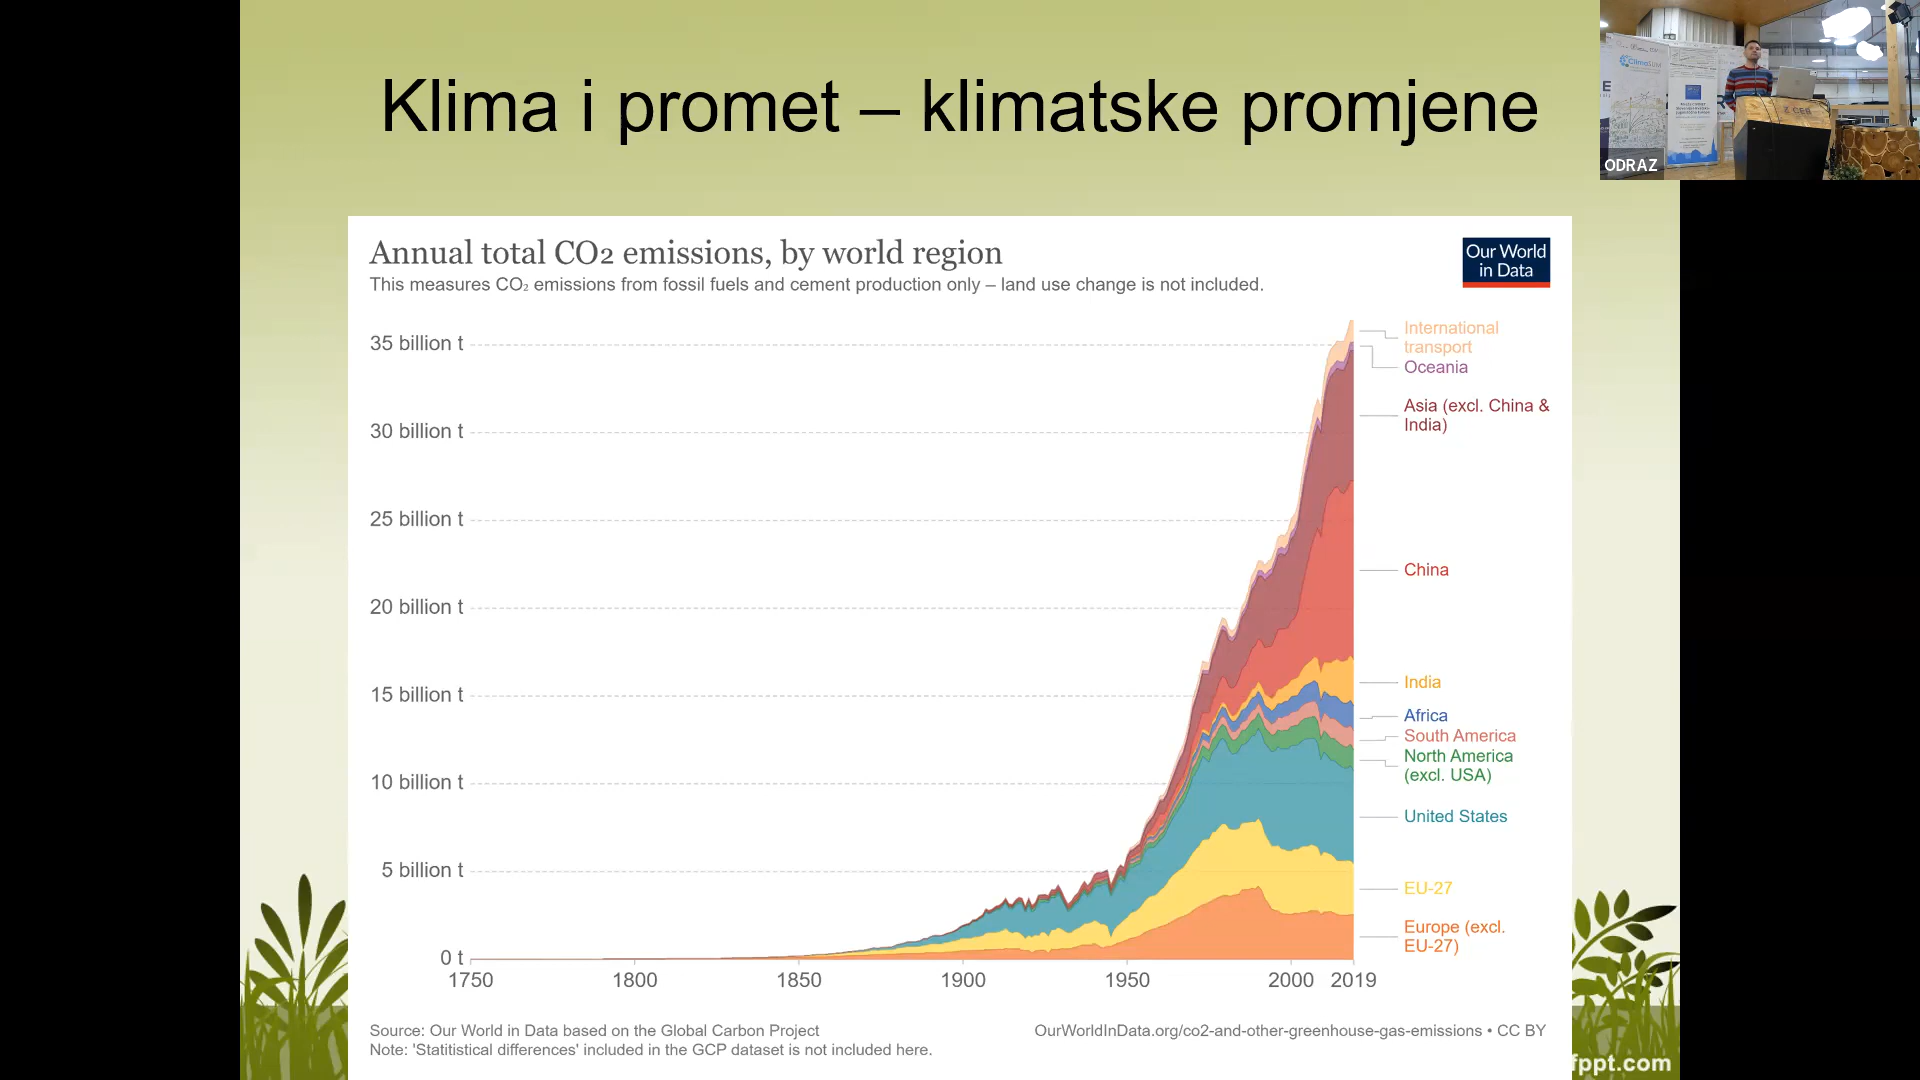 Klima i promet – klimatske promjene
ODRAZ
Annual total CO2 emissions, by world region
This measures CO₂ emissions from fossil fuels and cement production only – land use change is not included.
Our World
in Data
35 billion t
30 billion t
25 billion t
20 billion t
15 billion t
10 billion t
5 billion t
0 t
1750
1800
1850
1900
1950
2000
2019
International
transport
Oceania
Asia (excl. China &
India)
China
India
Africa
South America
North America
(excl. USA)
United States
EU-27
Europe (excl.
EU-27)
Source: Our World in Data based on the Global Carbon Project
Note: 'Statitistical differences' included in the GCP dataset is not included here.
OurWorldInData.org/co2-and-other-greenhouse-gas-emissions • CC BY
fppt.com